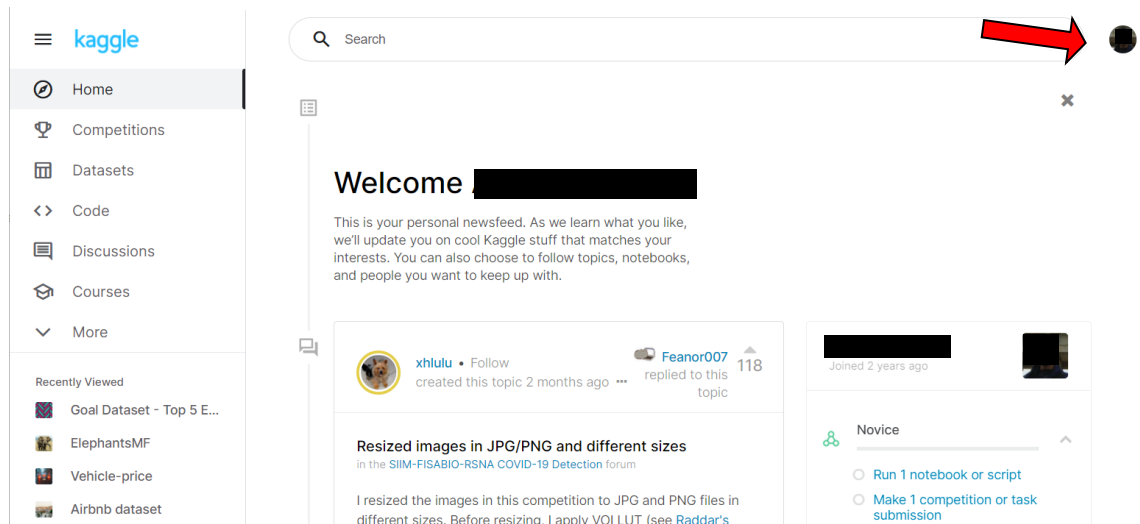 kaggle
Search
Home
Competitions
Datasets
Code
Discussions
Courses
More
Recently Viewed
Goal Dataset - Top 5 E...
ElephantsMF
Vehicle-price
Airbnb dataset
Welcome
This is your personal newsfeed. As we learn what you like,
we'll update you on cool Kaggle stuff that matches your
interests. You can also choose to follow topics, notebooks,
and people you want to keep up with.
xhlulu • Follow
created this topic 2 months ago •••
Feanor007
replied to this
topic
118
Resized images in JPG/PNG and different sizes
in the SIIM-FISABIO-RSNA COVID-19 Detection forum
I resized the images in this competition to JPG and PNG files in
different sizes. Before resizing, I apply VOI LUT (see Raddar's
Joined 2 years ago
Novice
Run 1 notebook or script
Make 1 competition or task
submission